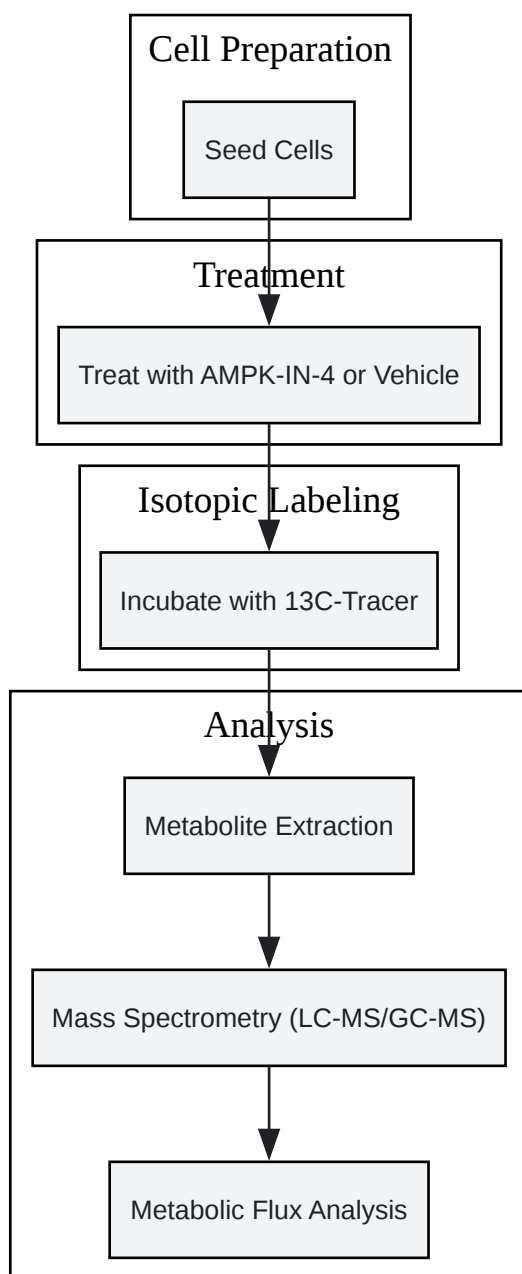 Cell Preparation
Seed Cells
Treatment
Treat with AMPK-IN-4 or Vehicle
Isotopic Labeling
Incubate with 13C-Tracer
Analysis
Metabolite Extraction
Mass Spectrometry (LC-MS/GC-MS)
Metabolic Flux Analysis